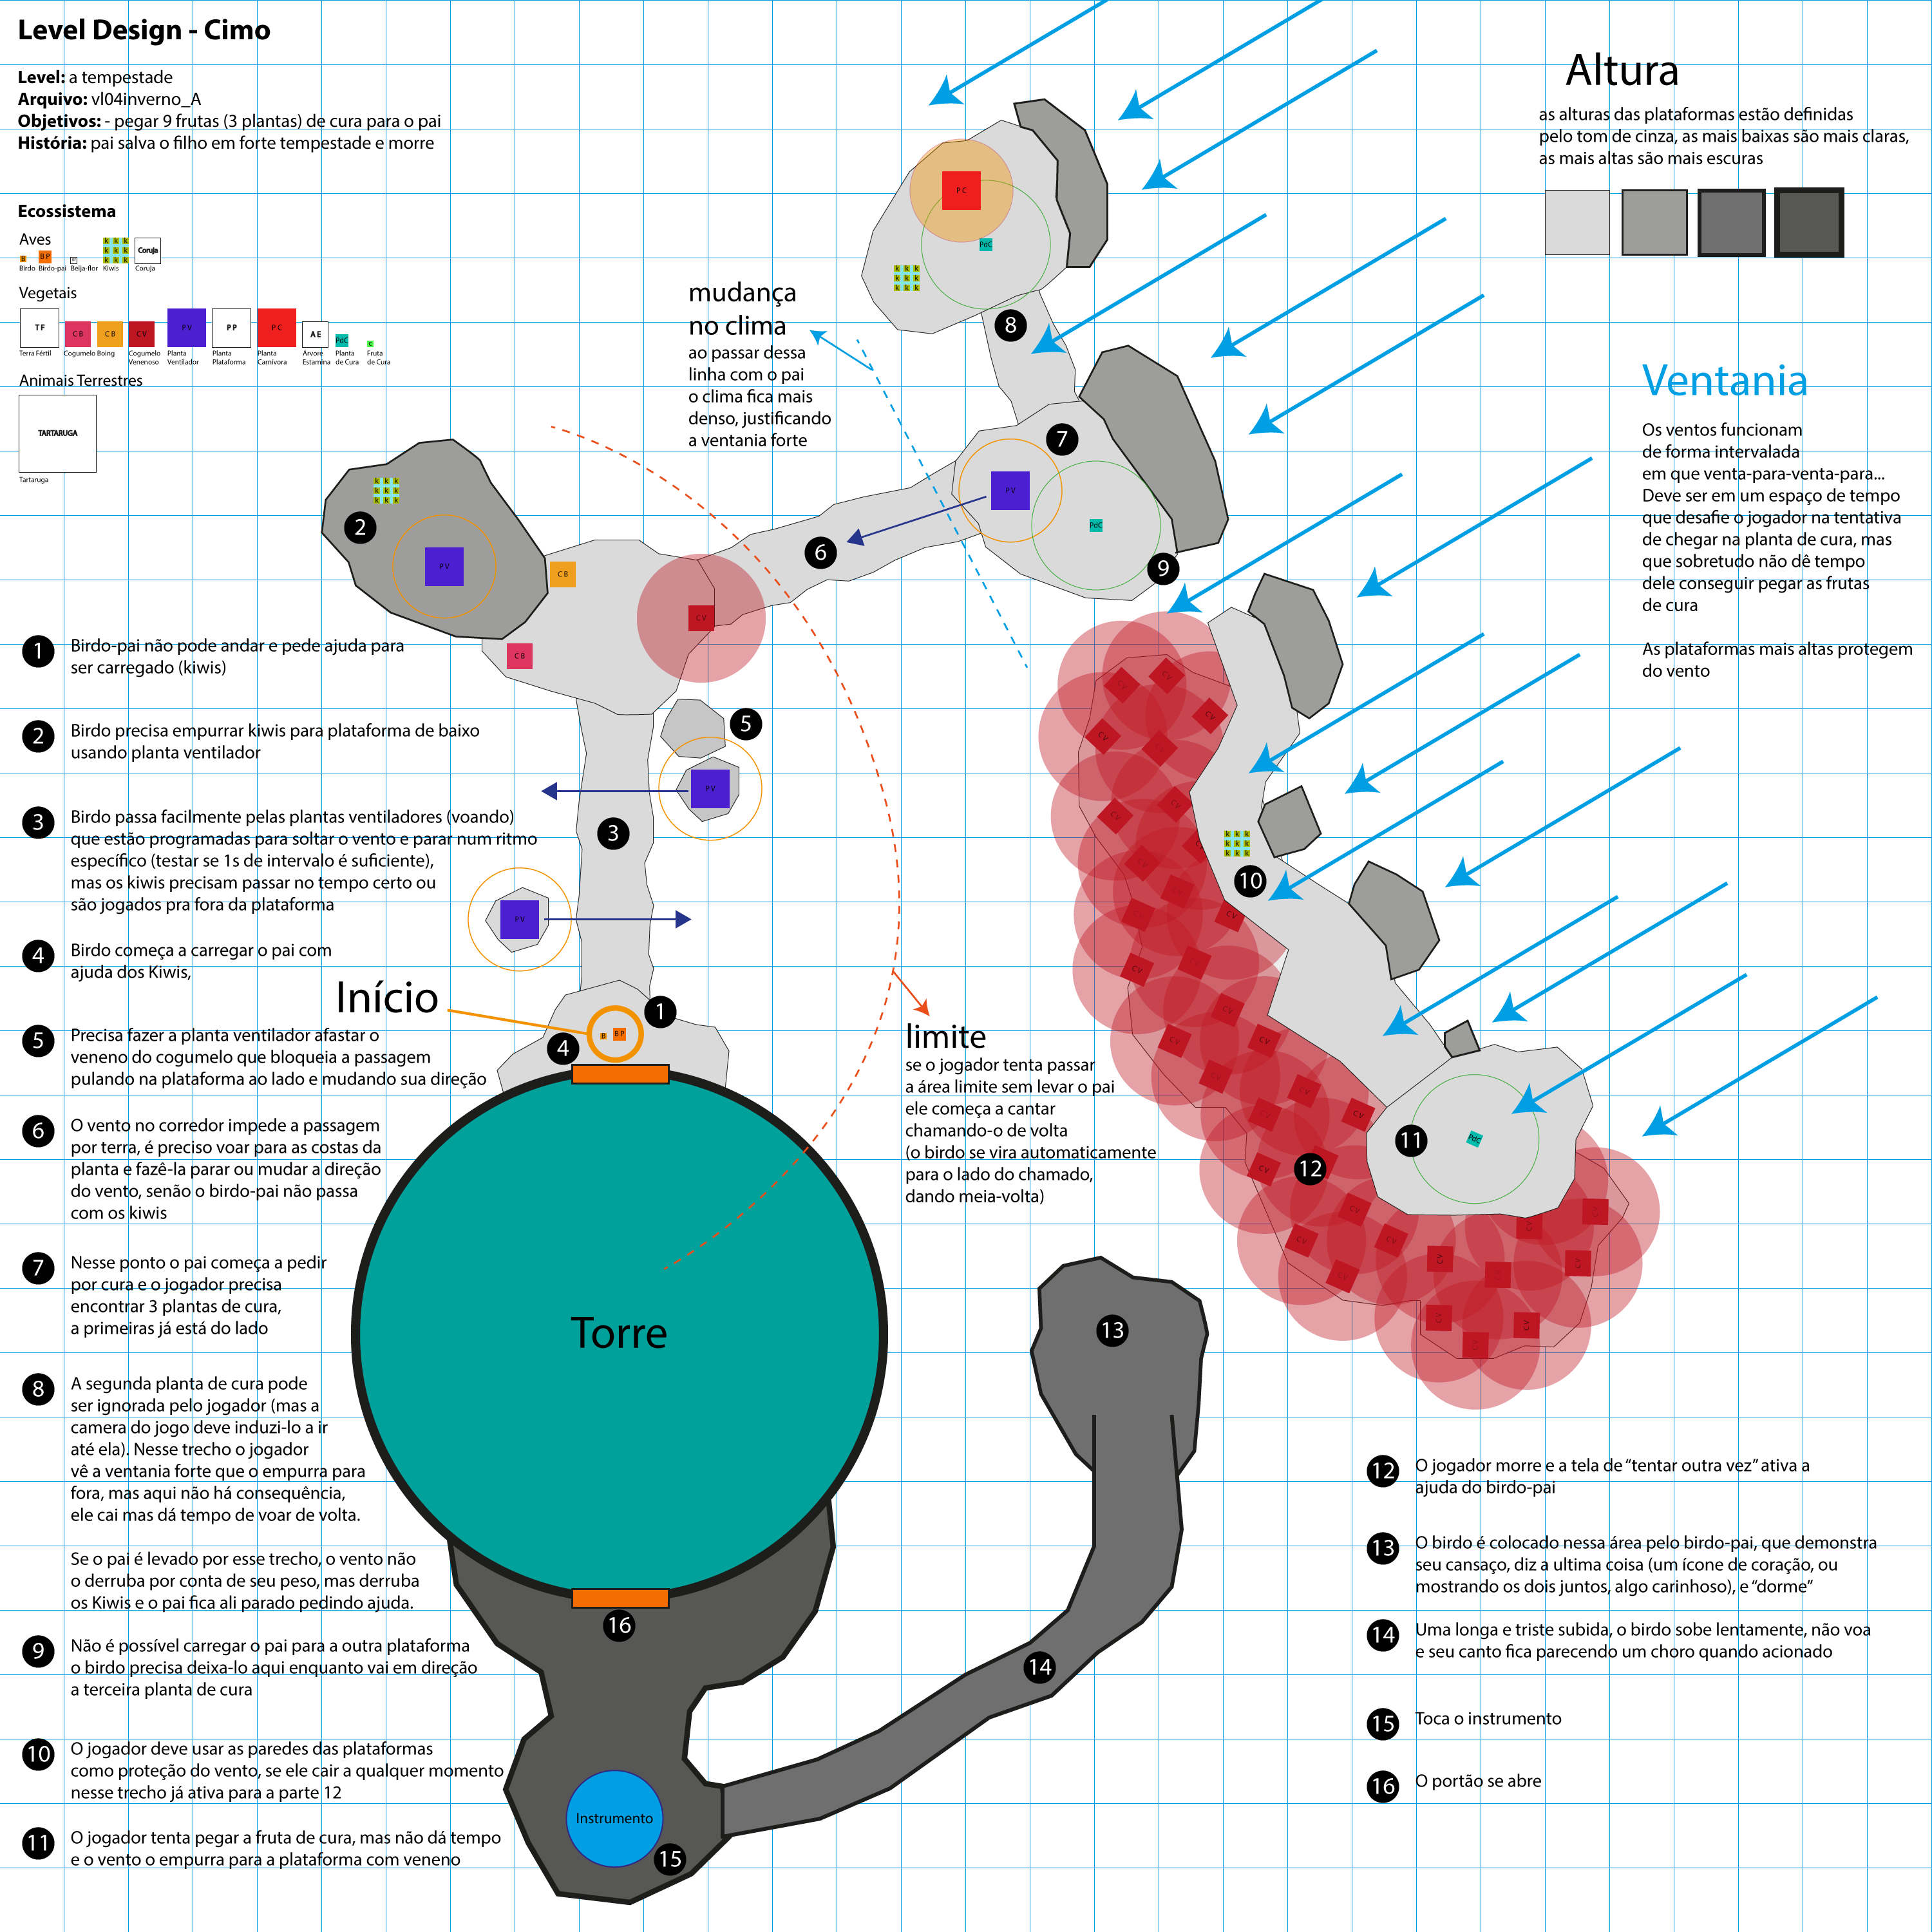 Level Design - Cimo
Level: a tempestade
Arquivo: vl04inverno_A
Objetivos: - pegar 9 frutas (3 plantas) de cura para o pai
História: pai salva o filho em forte tempestade e morre
Ecossistema
Aves
B
B P
k k k
k k k
k k k
Coruja
Birdo Birdo-pai Beija-flor Kiwis Coruja
Vegetais
T F
C B
C B
C V
P V
P P
P C
A E
PdC
C
Terra Fértil
Cogumelo Boing
Cogumelo
Venenoso
Planta
Ventilador
Planta
Plataforma
Planta
Carnívora
Árvore
Estamina
Planta
de Cura
Fruta
de Cura
Animais Terrestres
TARTARUGA
Tartaruga
Altura
as alturas das plataformas estão definidas
pelo tom de cinza, as mais baixas são mais claras,
as mais altas são mais escuras
Ventania
Os ventos funcionam
de forma intervalada
em que venta-para-venta-para...
Deve ser em um espaço de tempo
que desafie o jogador na tentativa
de chegar na planta de cura, mas
que sobretudo não dê tempo
dele conseguir pegar as frutas
de cura
As plataformas mais altas protegem
do vento
mudança
no clima
ao passar dessa
linha com o pai
o clima fica mais
denso, justificando
a ventania forte
P C
PdC
k k k
k k k
k k k
8
7
P V
PdC
9
6
2
k k k
k k k
k k k
P V
C B
C B
C V
5
P V
3
P V
Início
1
B
B P
4
limite
se o jogador tenta passar
a área limite sem levar o pai
ele começa a cantar
chamando-o de volta
(o birdo se vira automaticamente
para o lado do chamado,
dando meia-volta)
k k k
k k k
k k k
10
11
PdC
12
C V
Torre
13
14
16
Instrumento
15
1 Birdo-pai não pode andar e pede ajuda para
ser carregado (kiwis)
2 Birdo precisa empurrar kiwis para plataforma de baixo
usando planta ventilador
3 Birdo passa facilmente pelas plantas ventiladores (voando)
que estão programadas para soltar o vento e parar num ritmo
específico (testar se 1s de intervalo é suficiente),
mas os kiwis precisam passar no tempo certo ou
são jogados pra fora da plataforma
4 Birdo começa a carregar o pai com
ajuda dos Kiwis,
5 Precisa fazer a planta ventilador afastar o
veneno do cogumelo que bloqueia a passagem
pulando na plataforma ao lado e mudando sua direção
6 O vento no corredor impede a passagem
por terra, é preciso voar para as costas da
planta e fazê-la parar ou mudar a direção
do vento, senão o birdo-pai não passa
com os kiwis
7 Nesse ponto o pai começa a pedir
por cura e o jogador precisa
encontrar 3 plantas de cura,
a primeiras já está do lado
8 A segunda planta de cura pode
ser ignorada pelo jogador (mas a
camera do jogo deve induzi-lo a ir
até ela). Nesse trecho o jogador
vê a ventania forte que o empurra para
fora, mas aqui não há consequência,
ele cai mas dá tempo de voar de volta.
Se o pai é levado por esse trecho, o vento não
o derruba por conta de seu peso, mas derruba
os Kiwis e o pai fica ali parado pedindo ajuda.
9 Não é possível carregar o pai para a outra plataforma
o birdo precisa deixa-lo aqui enquanto vai em direção
a terceira planta de cura
10 O jogador deve usar as paredes das plataformas
como proteção do vento, se ele cair a qualquer momento
nesse trecho já ativa para a parte 12
11 O jogador tenta pegar a fruta de cura, mas não dá tempo
e o vento o empurra para a plataforma com veneno
12 O jogador morre e a tela de “tentar outra vez” ativa a
ajuda do birdo-pai
13 O birdo é colocado nessa área pelo birdo-pai, que demonstra
seu cansaço, diz a ultima coisa (um ícone de coração, ou
mostrando os dois juntos, algo carinhoso), e “dorme”
14 Uma longa e triste subida, o birdo sobe lentamente, não voa
e seu canto fica parecendo um choro quando acionado
15 Toca o instrumento
16 O portão se abre